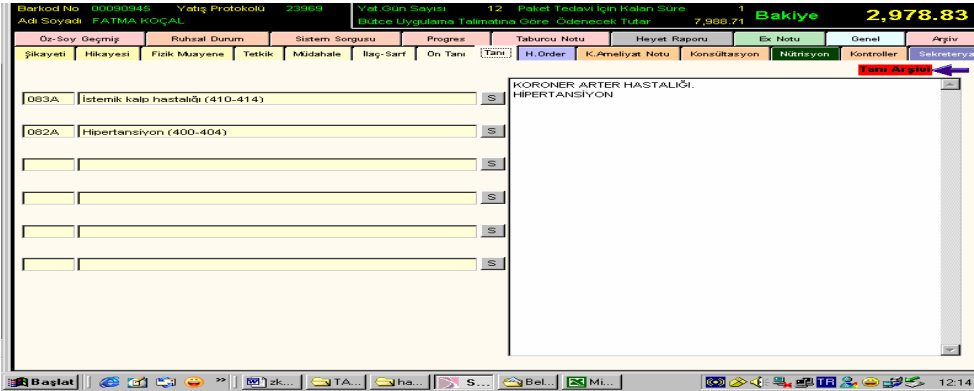 Barkod No 00090945 Yatış Protokolü 23969 Yat.Gün Sayısı 12 Paket Tedavi İçin Kalan Süre 1 Bakiye 2,978.83
Adı Soyadı FATMA KOÇAL Bütce Uygulama Talimatına Göre Ödenecek Tutar 7,988.71
Öz-Soy Geçmiş Ruhsal Durum Sistem Sorgusu Progres Taburcu Notu Heyet Raporu Ex Notu Genel Arşiv
Şikayeti Hikayesi Fizik Muayene Tetkik Müdahale İlaç-Sarf Ön Tanı Tanı H.Order K.Ameliyat Notu Konsültasyon Nütrisyon Kontroller Sekreterya
Tanı Arşivi
083A İstemik kalp hastalığı (410-414) S
082A Hipertansiyon (400-404) S
S
S
S
S
KORONER ARTER HASTALIĞI.
HİPERTANSİYON
Başlat » zk... TA... ha... S... Bel... Mi... TR 12:14